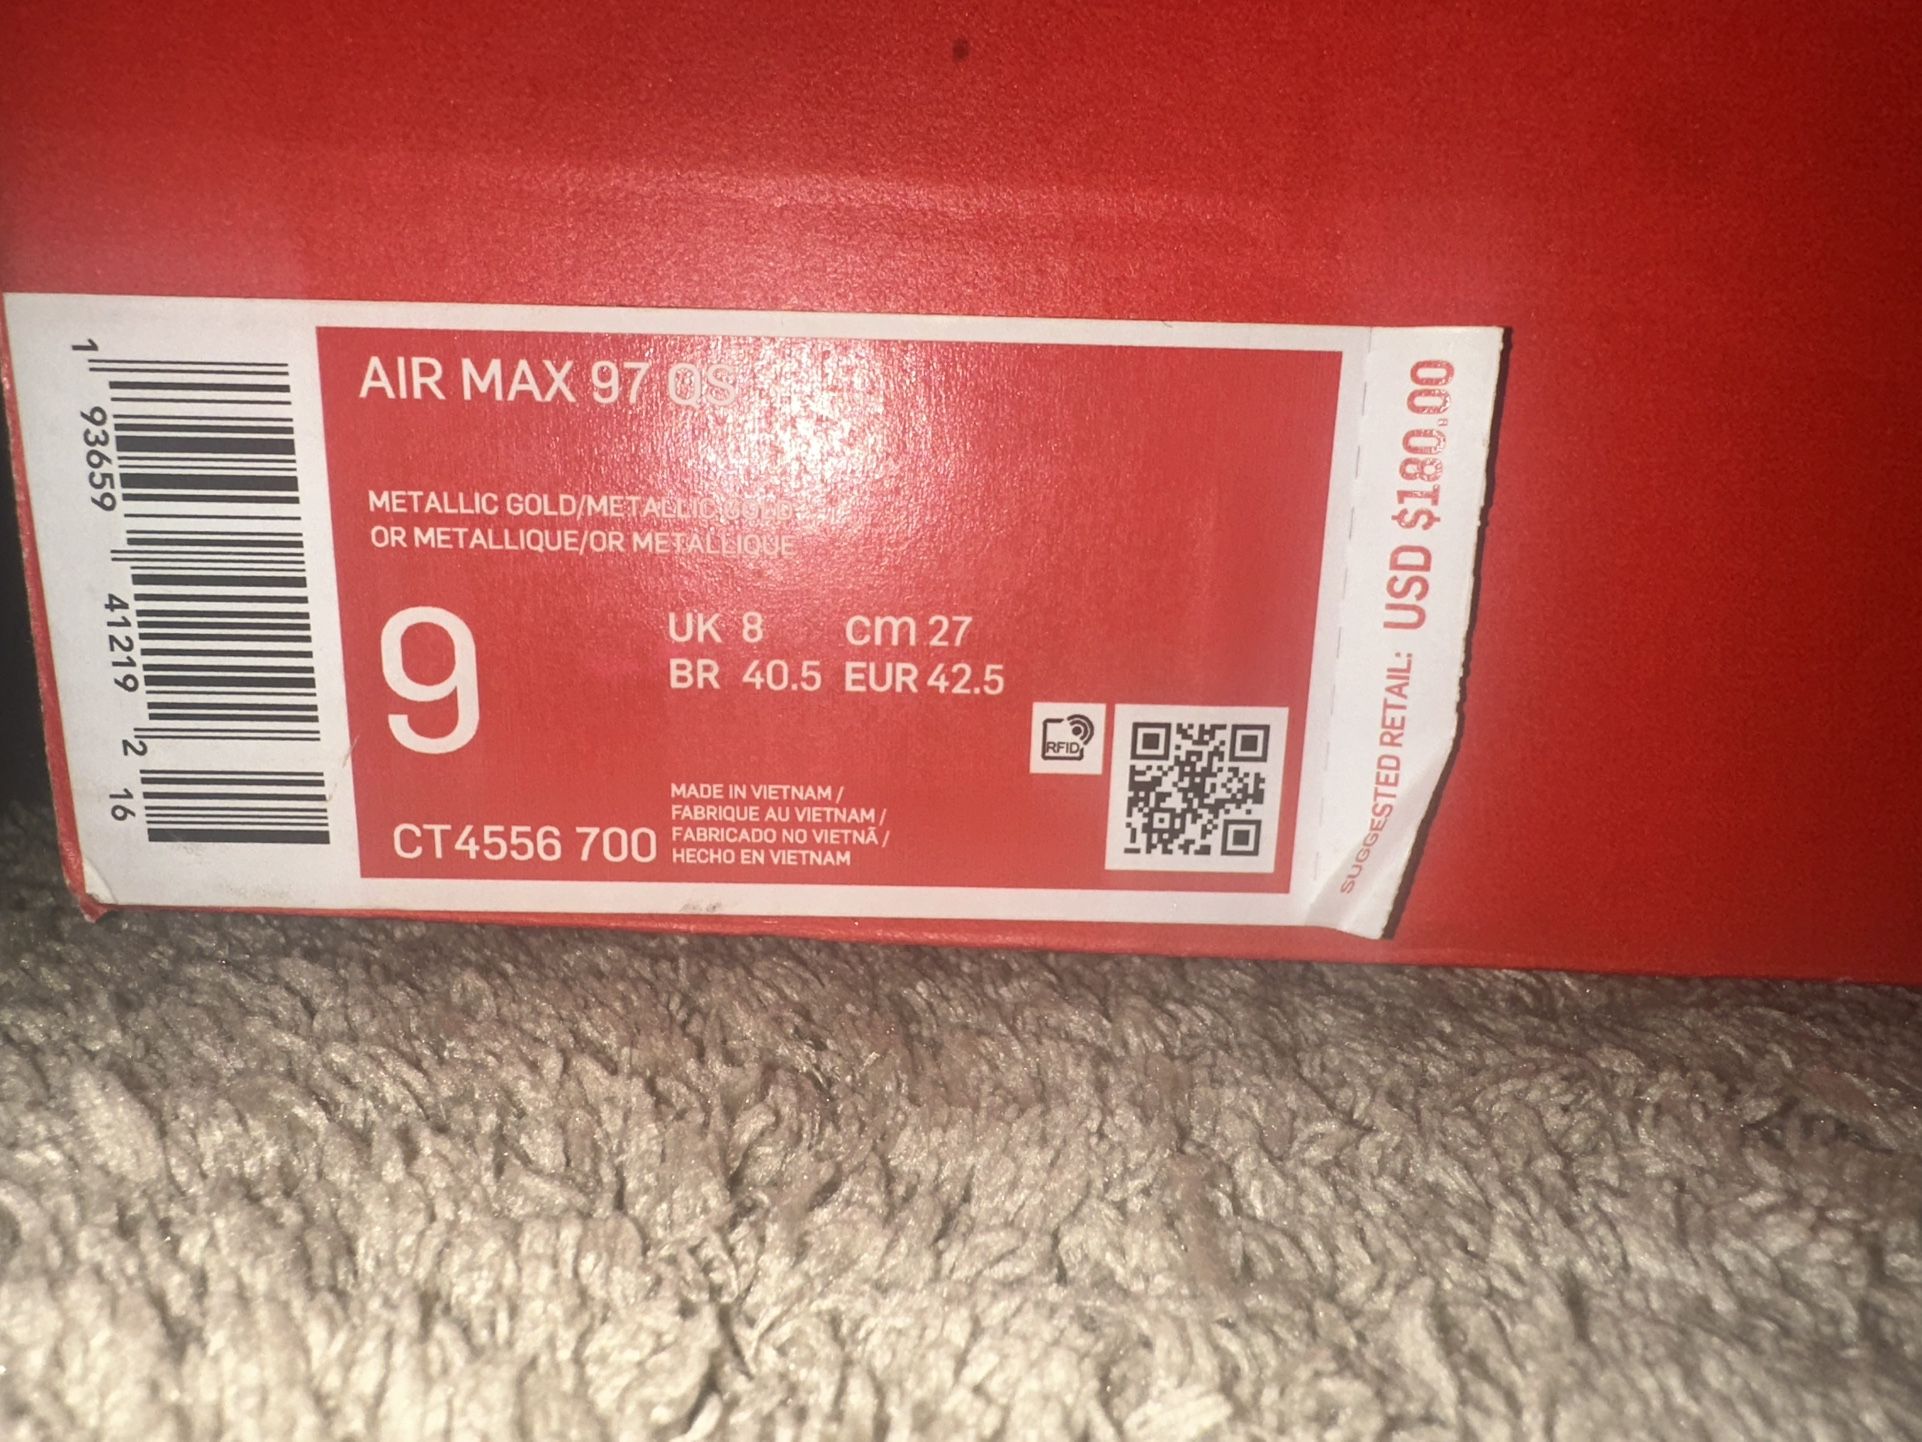 AIR MAX 97 QS
METALLIC GOLD/METALLIC GOLD
OR METALLIQUE/OR METALLIQUE
9
UK 8 cm 27
BR 40.5 EUR 42.5
CT4556 700
MADE IN VIETNAM /
FABRIQUE AU VIETNAM /
FABRICADO NO VIETNÃ /
HECHO EN VIETNAM
RFID
SUGGESTED RETAIL: USD $180.00
1 93659 41219 2 16